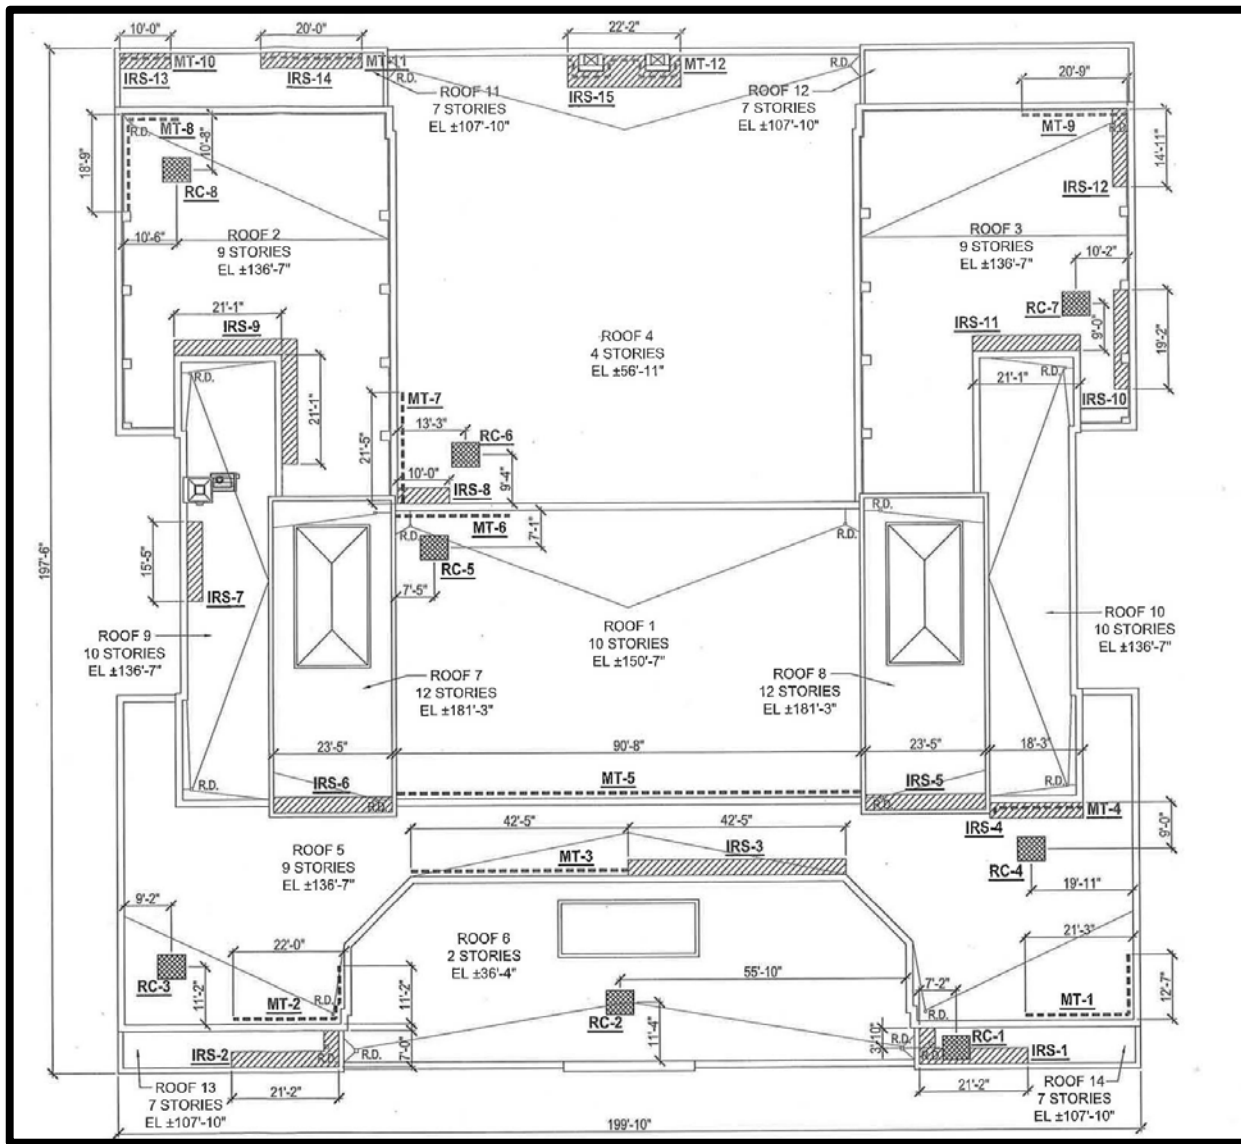 10'-0"
20'-0"
22'-2"
MT-10
MT-11
MT-12
IRS-13
IRS-14
IRS-15
R.D.
R.D.
ROOF 11
7 STORIES
EL ±107'-10"
R.D.
ROOF 12
7 STORIES
EL ±107'-10"
20'-9"
MT-9
R.D.
14'-11"
IRS-12
R.D.
MT-8
10'-8"
18'-9"
RC-8
10'-6"
ROOF 2
9 STORIES
EL ±136'-7"
ROOF 3
9 STORIES
EL ±136'-7"
10'-2"
RC-7
9'-0"
19'-2"
IRS-10
21'-1"
IRS-9
21'-1"
R.D.
IRS-11
21'-1"
R.D.
ROOF 4
4 STORIES
EL ±56'-11"
MT-7
13'-3"
21'-5"
RC-6
9'-4"
10'-0"
IRS-8
R.D.
MT-6
7'-1"
R.D.
RC-5
7'-5"
R.D.
R.D.
197'-6"
15'-5"
IRS-7
ROOF 9
10 STORIES
EL ±136'-7"
ROOF 1
10 STORIES
EL ±150'-7"
ROOF 10
10 STORIES
EL ±136'-7"
ROOF 7
12 STORIES
EL ±181'-3"
ROOF 8
12 STORIES
EL ±181'-3"
23'-5"
90'-8"
23'-5"
18'-3"
R.D.
IRS-6
R.D.
MT-5
IRS-5
R.D.
R.D.
MT-4
IRS-4
9'-0"
RC-4
19'-11"
42'-5"
42'-5"
MT-3
IRS-3
ROOF 5
9 STORIES
EL ±136'-7"
9'-2"
RC-3
22'-0"
11'-2"
MT-2
R.D.
11'-2"
ROOF 6
2 STORIES
EL ±36'-4"
55'-10"
RC-2
11'-4"
7'-2"
R.D.
21'-3"
MT-1
12'-7"
IRS-2
R.D.
R.D.
7'-0"
3'-10"
R.D.
R.D.
RC-1
IRS-1
21'-2"
21'-2"
ROOF 13
7 STORIES
EL ±107'-10"
ROOF 14
7 STORIES
EL ±107'-10"
199'-10"